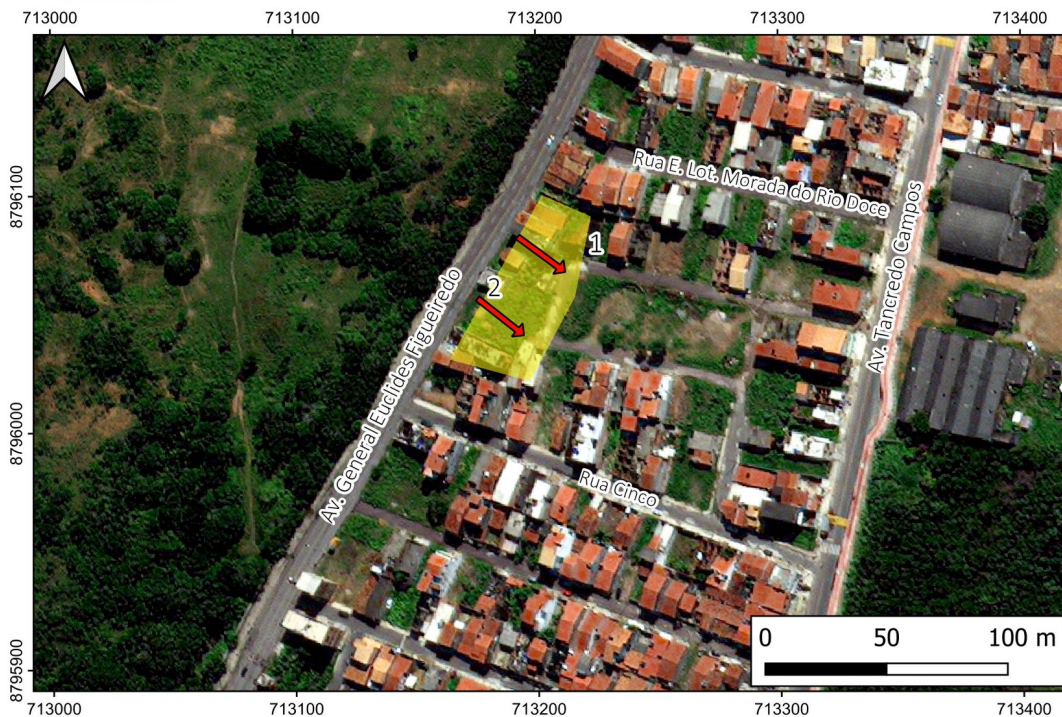 713000 713100 713200 713300 713400
8796100
8796000
8795900
Rua E. Lot. Morada do Rio Doce
1
2
Av. General Euclides Figueiredo
Av. Tancredo Campos
Rua Cinco
0 50 100 m
713000 713100 713200 713300 713400